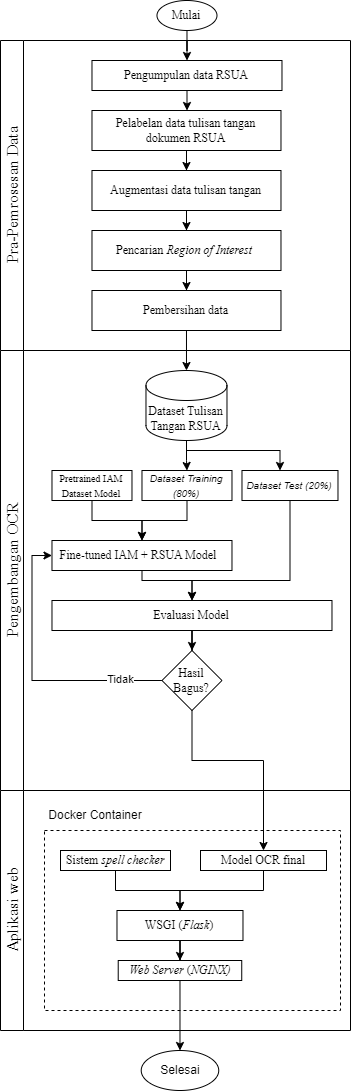 Mulai
Pra-Pemrosesan Data
Pengumpulan data RSUA
Pelabelan data tulisan tangan
dokumen RSUA
Augmentasi data tulisan tangan
Pencarian Region of Interest
Pembersihan data
Pengembangan OCR
Dataset Tulisan
Tangan RSUA
Pretrained IAM
Dataset Model
Dataset Training
(80%)
Dataset Test (20%)
Fine-tuned IAM + RSUA Model
Evaluasi Model
Hasil
Bagus?
Tidak
Aplikasi web
Docker Container
Sistem spell checker
Model OCR final
WSGI (Flask)
Web Server (NGINX)
Selesai